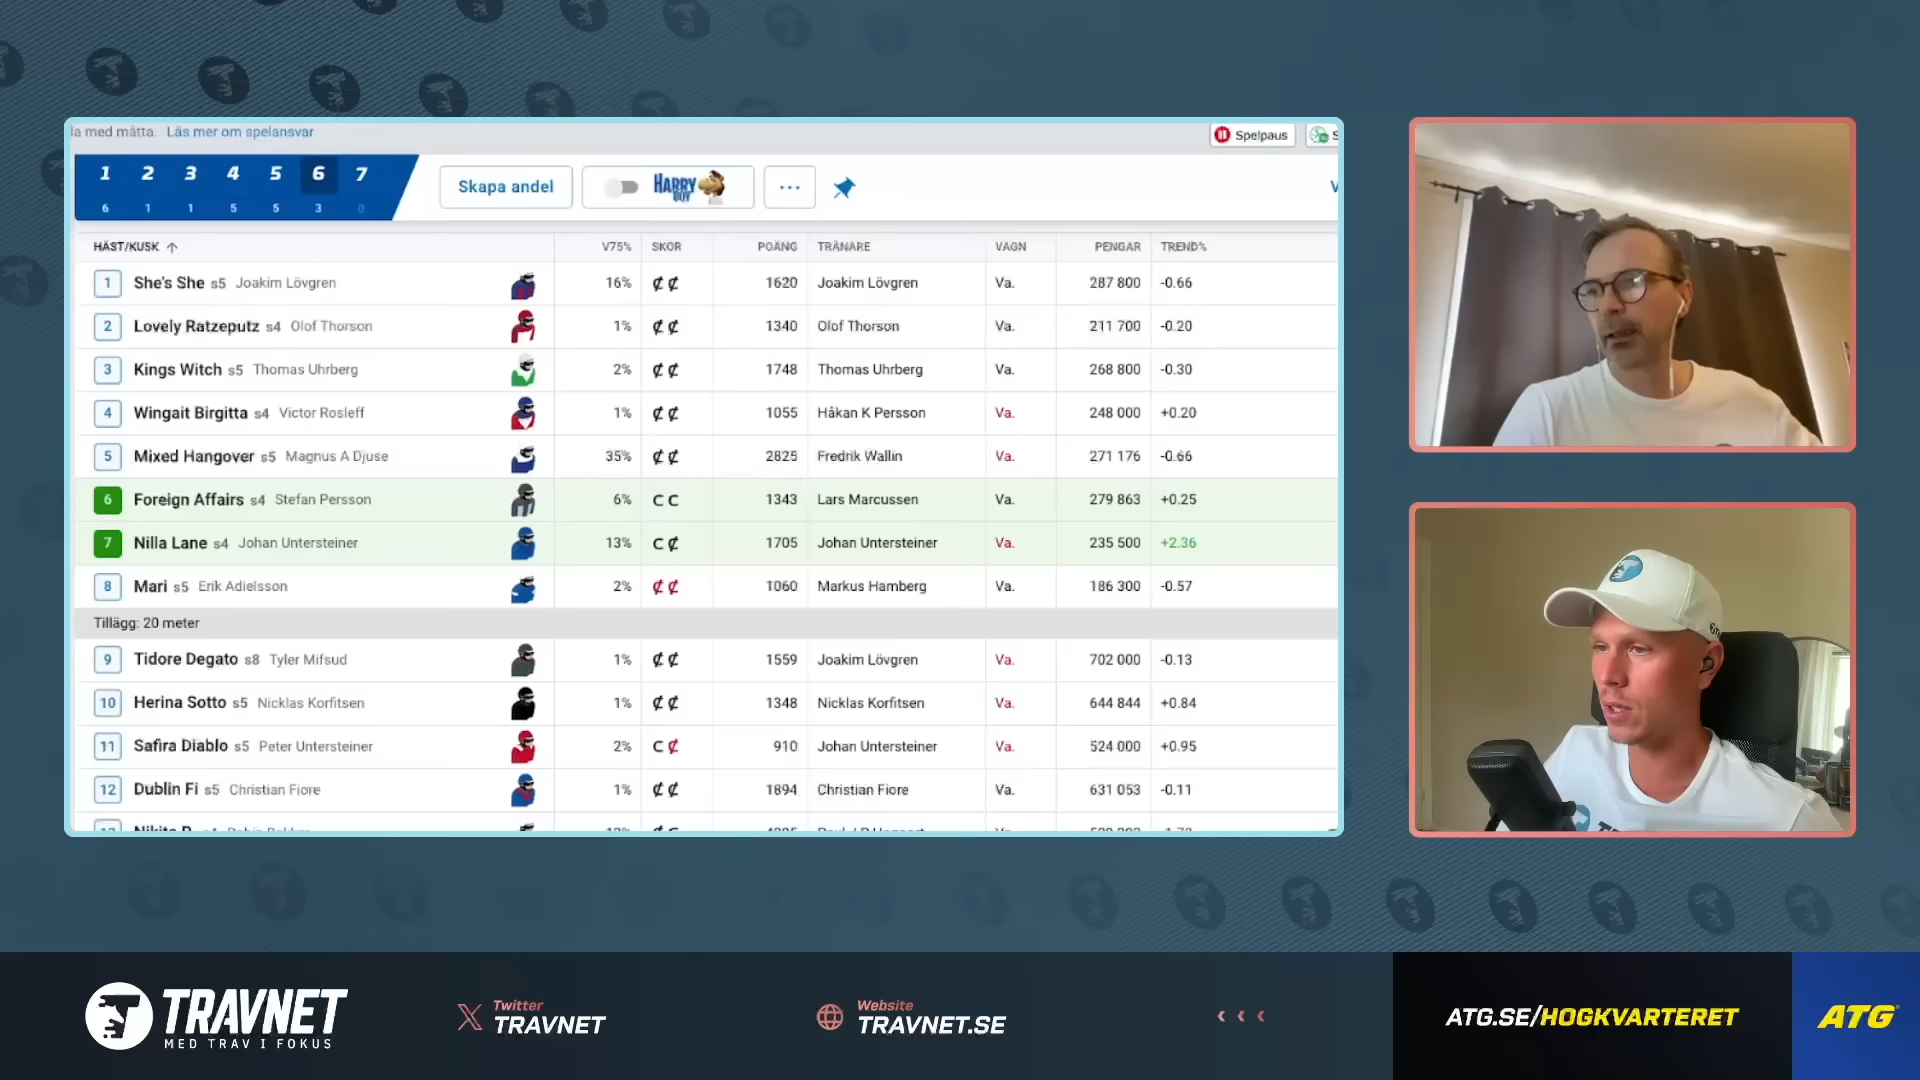 la med måtta. Läs mer om spelansvar
Spelpaus
1 2 3 4 5 6 7
6 1 1 5 5 3 0
Skapa andel
HARRY BOY
HÄST/KUSK V75% SKOR POÄNG TRÄNARE VAGN PENGAR TREND%
1 She's She s5 Joakim Lövgren 16% C C 1620 Joakim Lövgren Va. 287 800 -0.66
2 Lovely Ratzeputz s4 Olof Thorson 1% C C 1340 Olof Thorson Va. 211 700 -0.20
3 Kings Witch s5 Thomas Uhrberg 2% C C 1748 Thomas Uhrberg Va. 268 800 -0.30
4 Wingait Birgitta s4 Victor Rosleff 1% C C 1055 Håkan K Persson Va. 248 000 +0.20
5 Mixed Hangover s5 Magnus A Djuse 35% C C 2825 Fredrik Wallin Va. 271 176 -0.66
6 Foreign Affairs s4 Stefan Persson 6% C C 1343 Lars Marcussen Va. 279 863 +0.25
7 Nilla Lane s4 Johan Untersteiner 13% C C 1705 Johan Untersteiner Va. 235 500 +2.36
8 Mari s5 Erik Adielsson 2% C C 1060 Markus Hamberg Va. 186 300 -0.57
Tillägg: 20 meter
9 Tidore Degato s8 Tyler Mifsud 1% C C 1559 Joakim Lövgren Va. 702 000 -0.13
10 Herina Sotto s5 Nicklas Korfitsen 1% C C 1348 Nicklas Korfitsen Va. 644 844 +0.84
11 Safira Diablo s5 Peter Untersteiner 2% C C 910 Johan Untersteiner Va. 524 000 +0.95
12 Dublin Fi s5 Christian Fiore 1% C C 1894 Christian Fiore Va. 631 053 -0.11
TRAVNET
MED TRAV I FOKUS
Twitter
TRAVNET
Website
TRAVNET.SE
ATG.SE/HOGKVARTERET
ATG